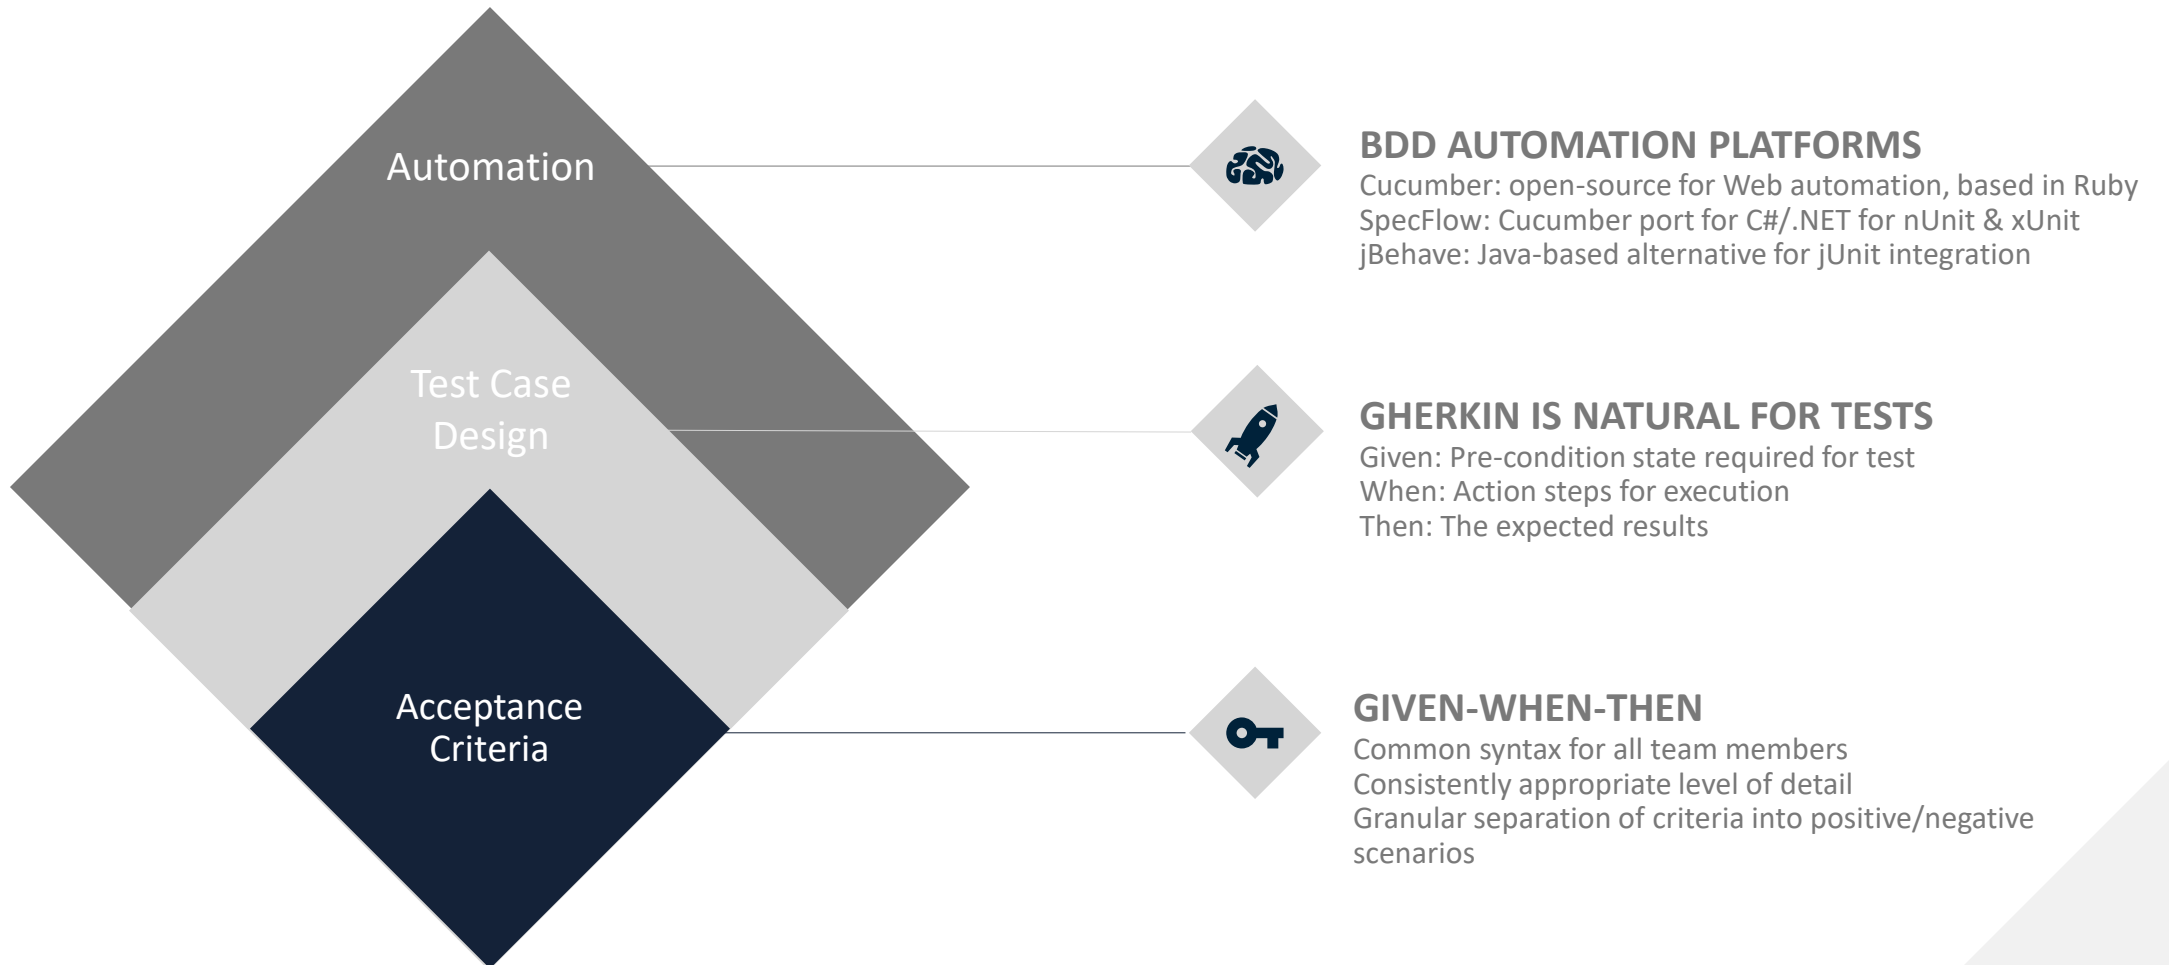 Automation
BDD AUTOMATION PLATFORMS
Cucumber: open-source for Web automation, based in Ruby
SpecFlow: Cucumber port for C#/.NET for nUnit & xUnit
jBehave: Java-based alternative for jUnit integration
Test Case
Design
GHERKIN IS NATURAL FOR TESTS
Given: Pre-condition state required for test
When: Action steps for execution
Then: The expected results
Acceptance
Criteria
GIVEN-WHEN-THEN
Common syntax for all team members
Consistently appropriate level of detail
Granular separation of criteria into positive/negative
scenarios